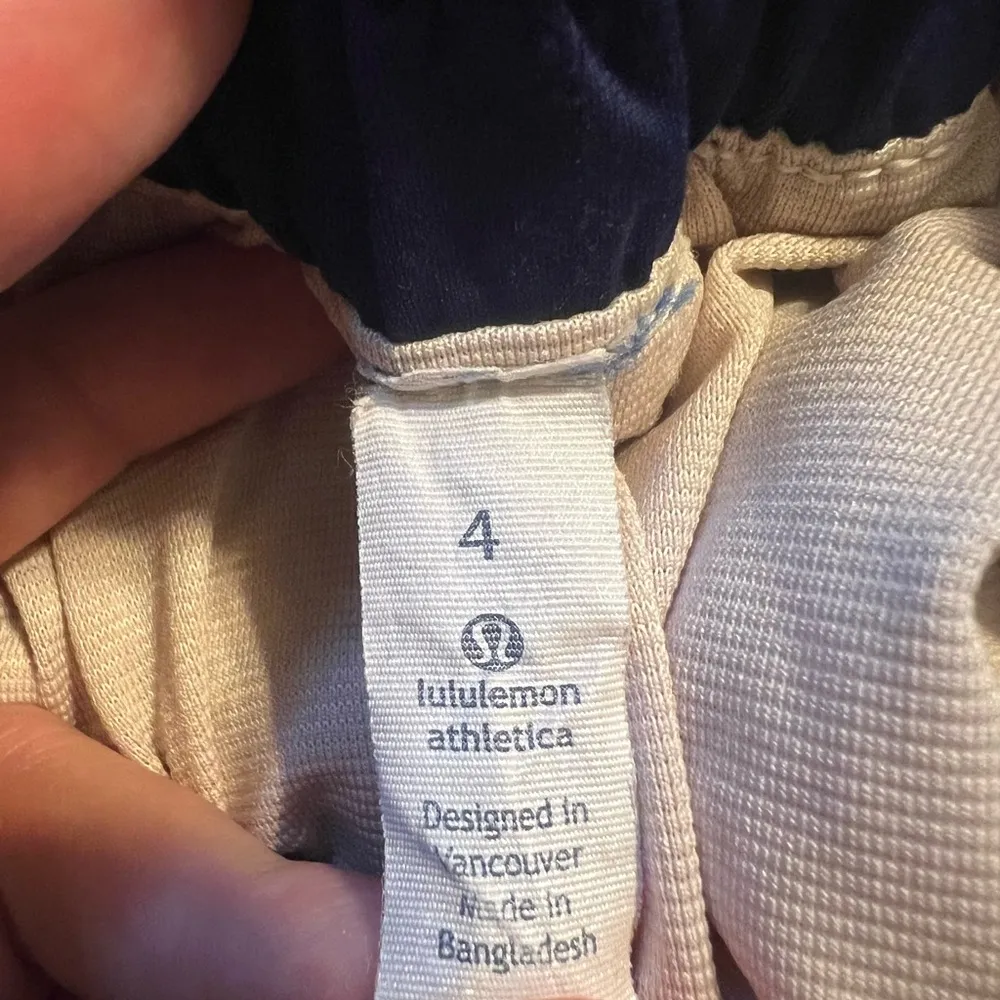 4
lululemon
athletica
Designed in
Vancouver
Made in
Bangladesh